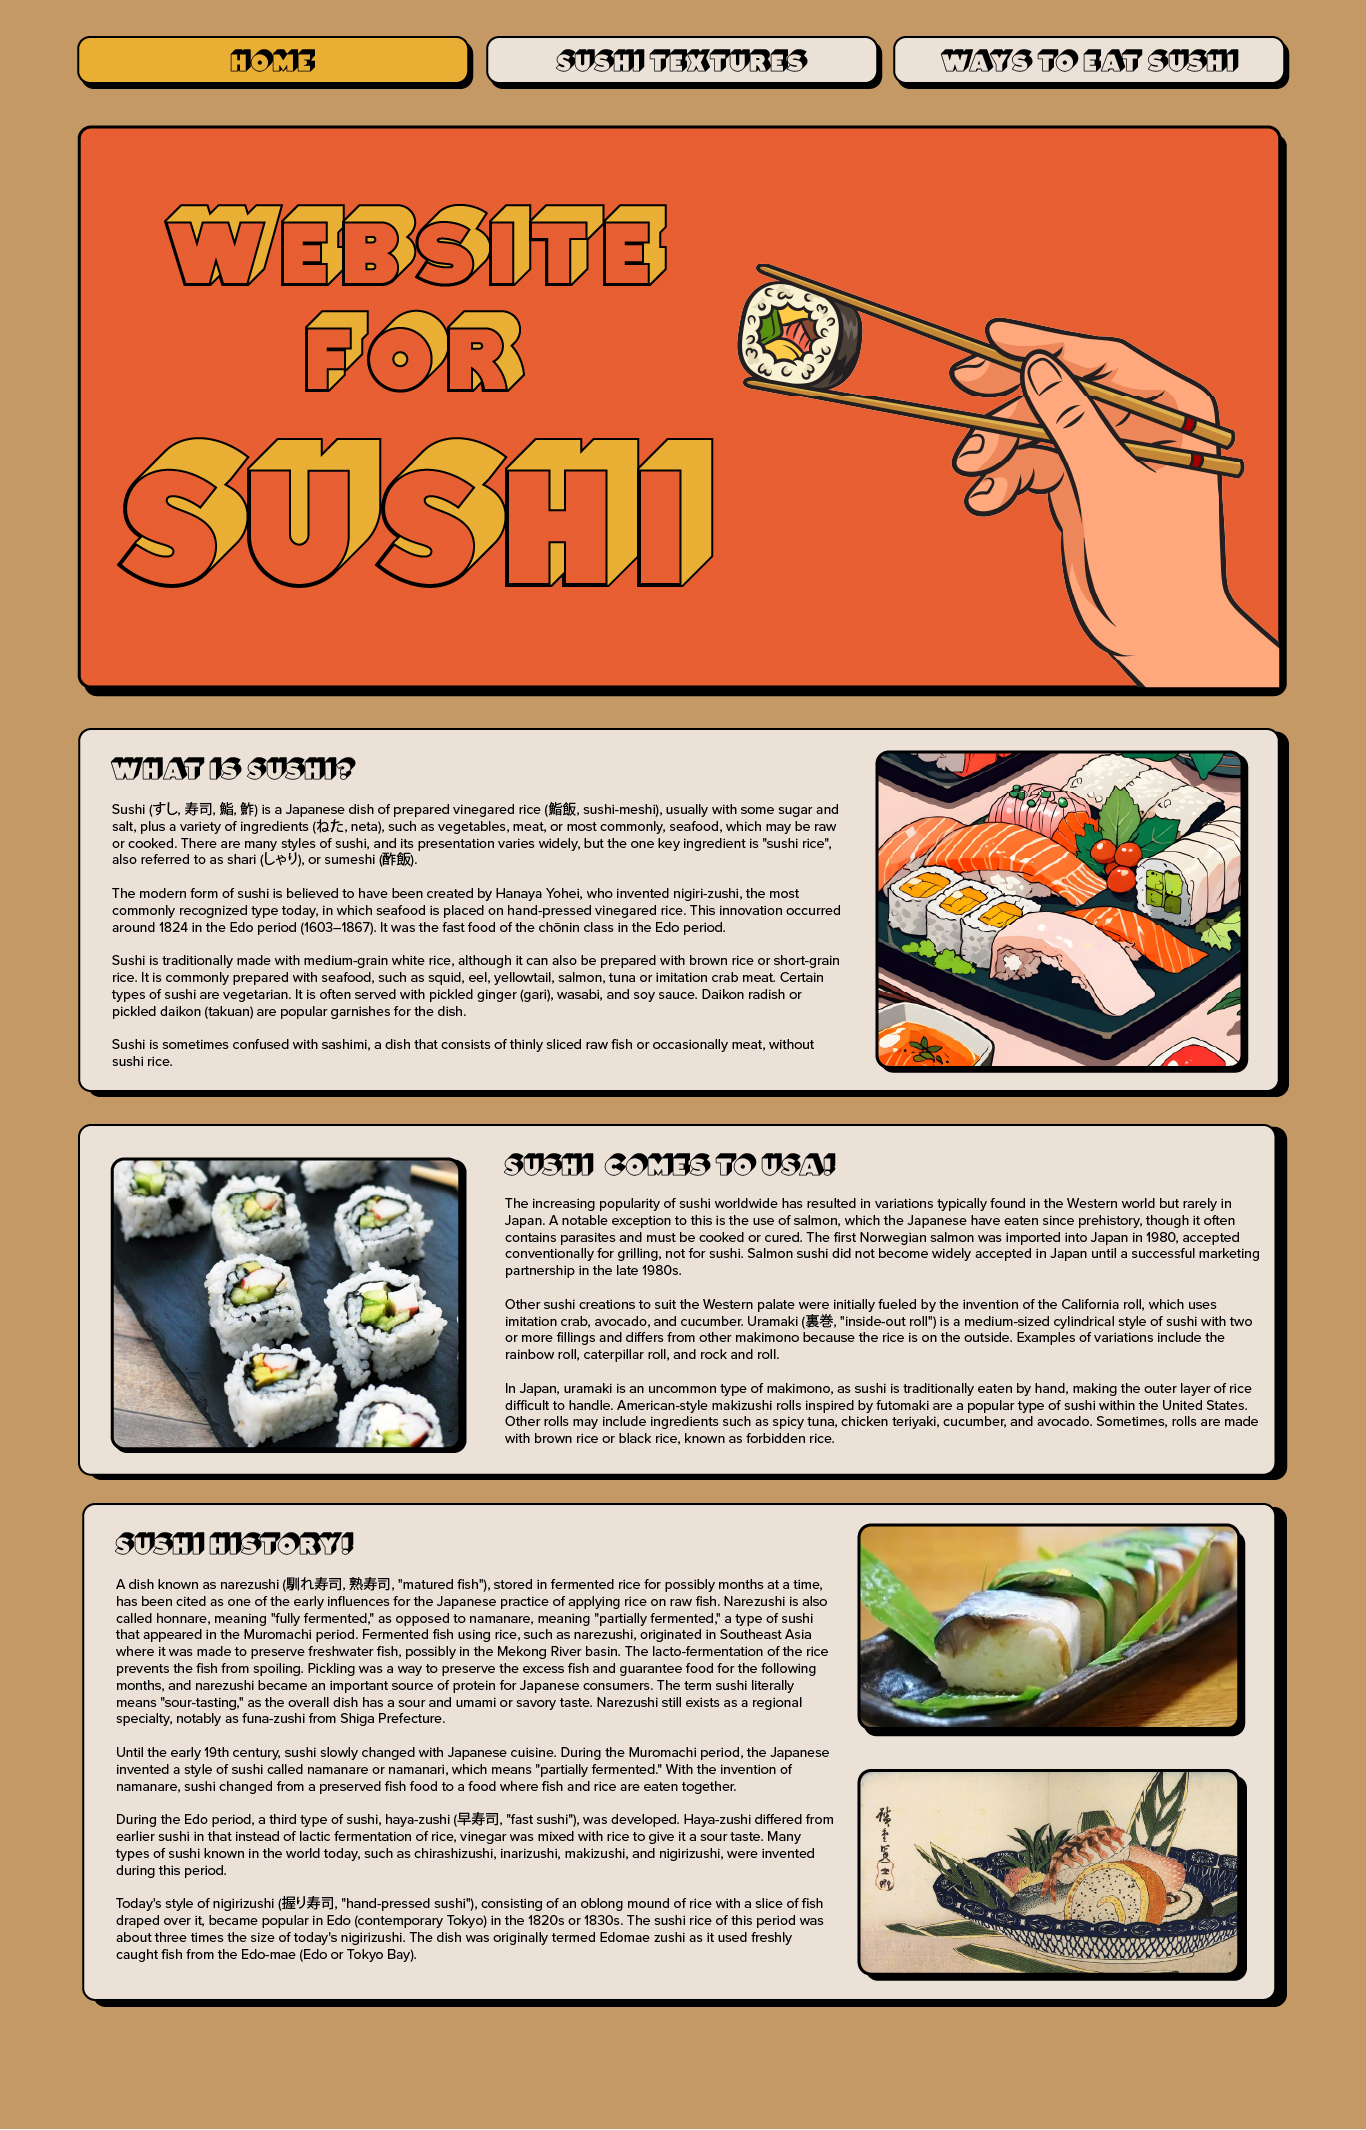 HOME
SUSHI TEXTURES
WAYS TO EAT SUSHI
WEBSITE
FOR
SUSHI
WHAT IS SUSHI?
Sushi (すし, 寿司, 鮨, 鮓) is a Japanese dish of prepared vinegared rice (鮨飯, sushi-meshi), usually with some sugar and
salt, plus a variety of ingredients (ねた, neta), such as vegetables, meat, or most commonly, seafood, which may be raw
or cooked. There are many styles of sushi, and its presentation varies widely, but the one key ingredient is "sushi rice",
also referred to as shari (しゃり), or sumeshi (酢飯).
The modern form of sushi is believed to have been created by Hanaya Yohei, who invented nigiri-zushi, the most
commonly recognized type today, in which seafood is placed on hand-pressed vinegared rice. This innovation occurred
around 1824 in the Edo period (1603–1867). It was the fast food of the chōnin class in the Edo period.
Sushi is traditionally made with medium-grain white rice, although it can also be prepared with brown rice or short-grain
rice. It is commonly prepared with seafood, such as squid, eel, yellowtail, salmon, tuna or imitation crab meat. Certain
types of sushi are vegetarian. It is often served with pickled ginger (gari), wasabi, and soy sauce. Daikon radish or
pickled daikon (takuan) are popular garnishes for the dish.
Sushi is sometimes confused with sashimi, a dish that consists of thinly sliced raw fish or occasionally meat, without
sushi rice.
SUSHI COMES TO USA!
The increasing popularity of sushi worldwide has resulted in variations typically found in the Western world but rarely in
Japan. A notable exception to this is the use of salmon, which the Japanese have eaten since prehistory, though it often
contains parasites and must be cooked or cured. The first Norwegian salmon was imported into Japan in 1980, accepted
conventionally for grilling, not for sushi. Salmon sushi did not become widely accepted in Japan until a successful marketing
partnership in the late 1980s.
Other sushi creations to suit the Western palate were initially fueled by the invention of the California roll, which uses
imitation crab, avocado, and cucumber. Uramaki (裏巻, "inside-out roll") is a medium-sized cylindrical style of sushi with two
or more fillings and differs from other makimono because the rice is on the outside. Examples of variations include the
rainbow roll, caterpillar roll, and rock and roll.
In Japan, uramaki is an uncommon type of makimono, as sushi is traditionally eaten by hand, making the outer layer of rice
difficult to handle. American-style makizushi rolls inspired by futomaki are a popular type of sushi within the United States.
Other rolls may include ingredients such as spicy tuna, chicken teriyaki, cucumber, and avocado. Sometimes, rolls are made
with brown rice or black rice, known as forbidden rice.
SUSHI HISTORY!
A dish known as narezushi (馴れ寿司, 熟寿司, "matured fish"), stored in fermented rice for possibly months at a time,
has been cited as one of the early influences for the Japanese practice of applying rice on raw fish. Narezushi is also
called honnare, meaning "fully fermented," as opposed to namanare, meaning "partially fermented," a type of sushi
that appeared in the Muromachi period. Fermented fish using rice, such as narezushi, originated in Southeast Asia
where it was made to preserve freshwater fish, possibly in the Mekong River basin. The lacto-fermentation of the rice
prevents the fish from spoiling. Pickling was a way to preserve the excess fish and guarantee food for the following
months, and narezushi became an important source of protein for Japanese consumers. The term sushi literally
means "sour-tasting," as the overall dish has a sour and umami or savory taste. Narezushi still exists as a regional
specialty, notably as funa-zushi from Shiga Prefecture.
Until the early 19th century, sushi slowly changed with Japanese cuisine. During the Muromachi period, the Japanese
invented a style of sushi called namanare or namanari, which means "partially fermented." With the invention of
namanare, sushi changed from a preserved fish food to a food where fish and rice are eaten together.
During the Edo period, a third type of sushi, haya-zushi (早寿司, "fast sushi"), was developed. Haya-zushi differed from
earlier sushi in that instead of lactic fermentation of rice, vinegar was mixed with rice to give it a sour taste. Many
types of sushi known in the world today, such as chirashizushi, inarizushi, makizushi, and nigirizushi, were invented
during this period.
Today's style of nigirizushi (握り寿司, "hand-pressed sushi"), consisting of an oblong mound of rice with a slice of fish
draped over it, became popular in Edo (contemporary Tokyo) in the 1820s or 1830s. The sushi rice of this period was
about three times the size of today's nigirizushi. The dish was originally termed Edomae zushi as it used freshly
caught fish from the Edo-mae (Edo or Tokyo Bay).